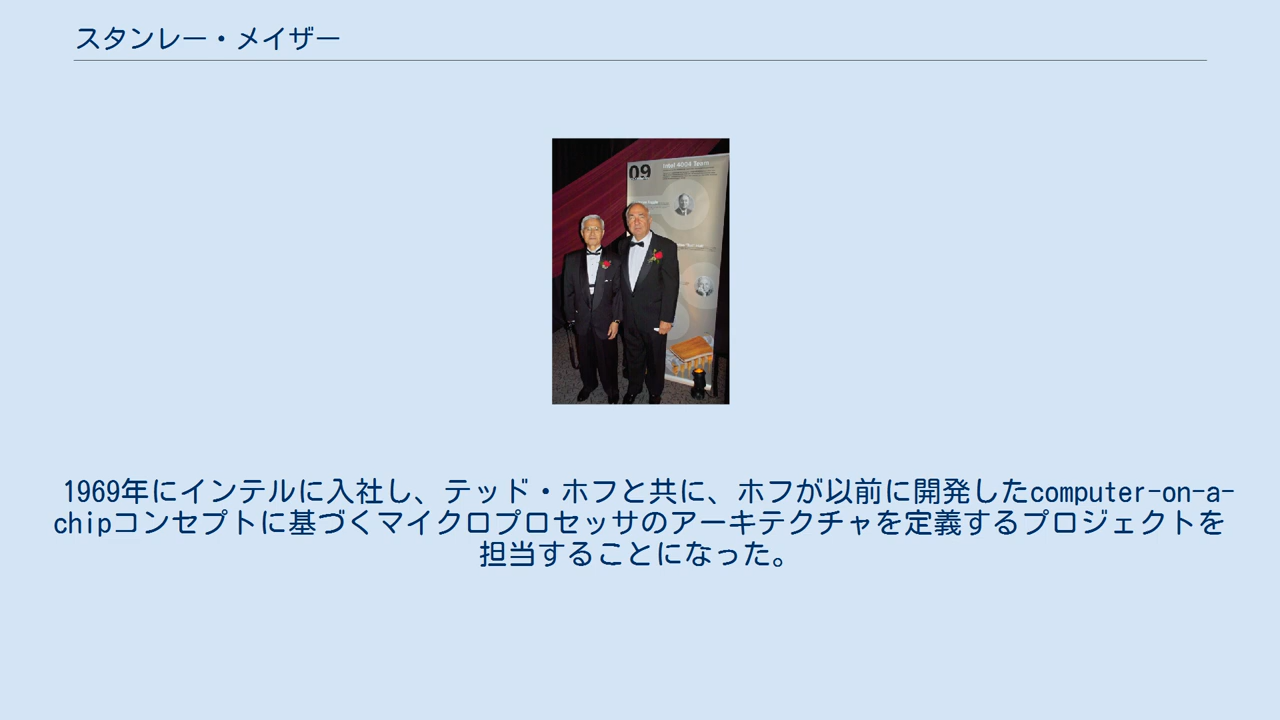 スタンレー・メイザー
09
Intel 4004 Team
1969年にインテルに入社し、テッド・ホフと共に、ホフが以前に開発したcomputer-on-a-
chipコンセプトに基づくマイクロプロセッサのアーキテクチャを定義するプロジェクトを
担当することになった。